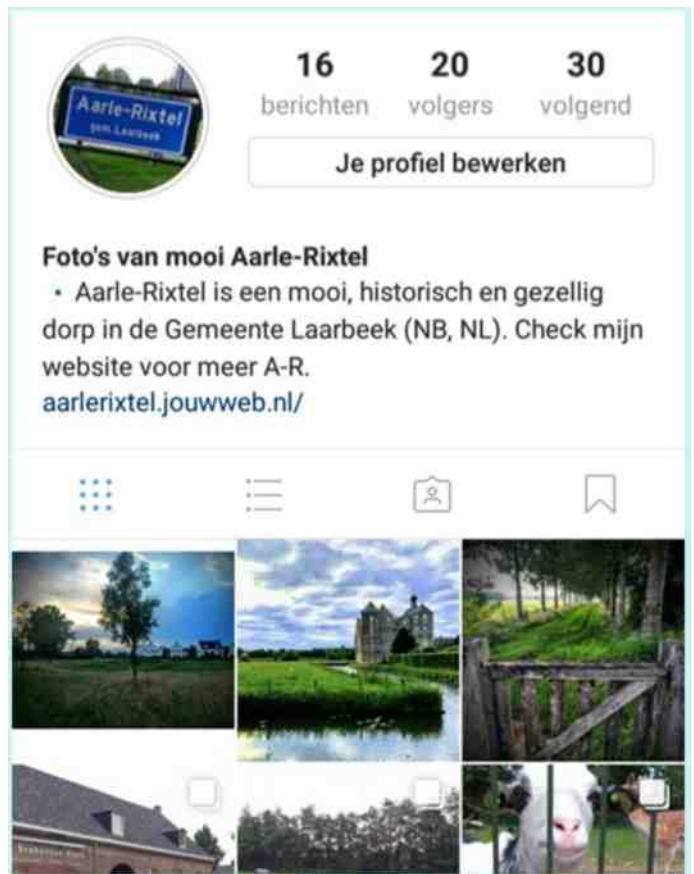 Aarle-Rixtel
gem. Laarbeek
16
20
30
berichten
volgers
volgend
Je profiel bewerken
Foto's van mooi Aarle-Rixtel
• Aarle-Rixtel is een mooi, historisch en gezellig
dorp in de Gemeente Laarbeek (NB, NL). Check mijn
website voor meer A-R.
aarlerixtel.jouwweb.nl/